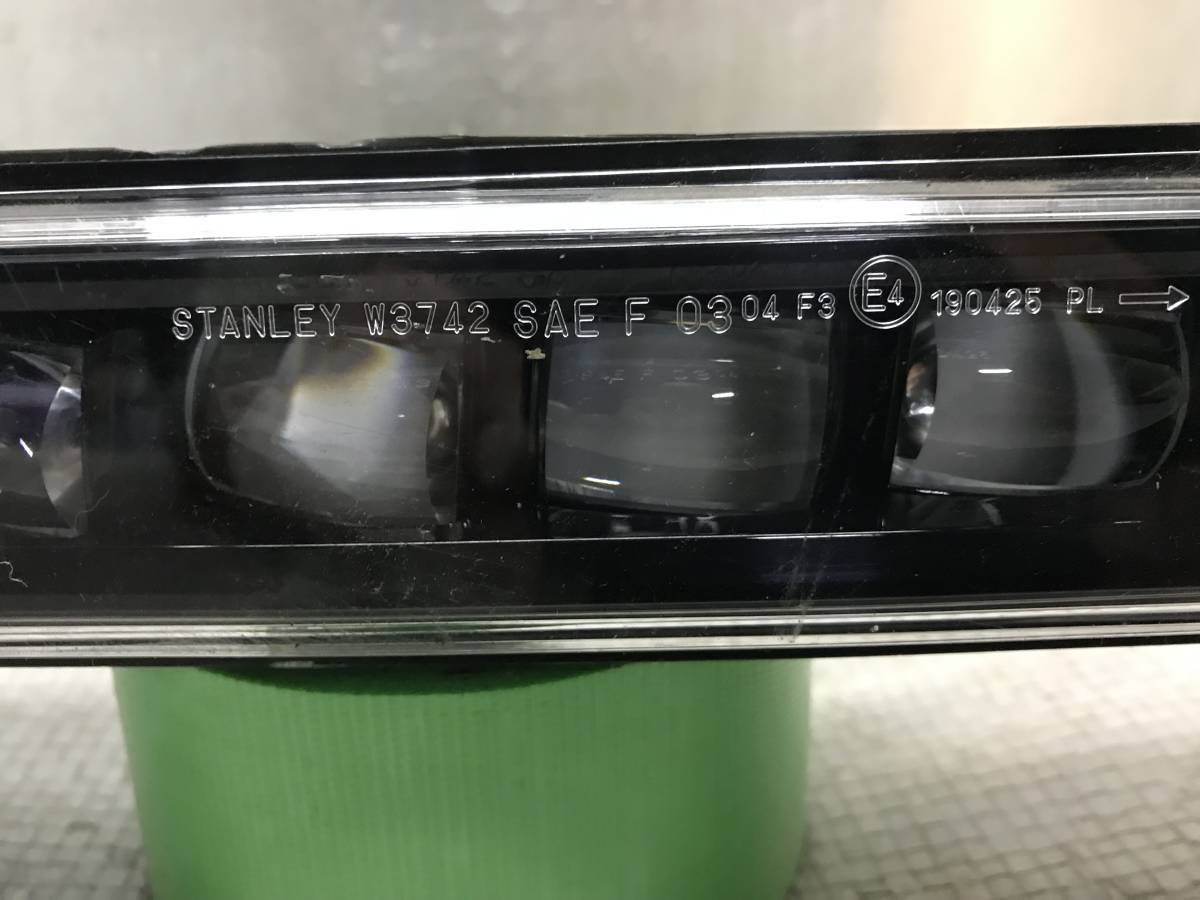 STANLEY W3742 SAE F 03 04 F3 E4 190425 PL →